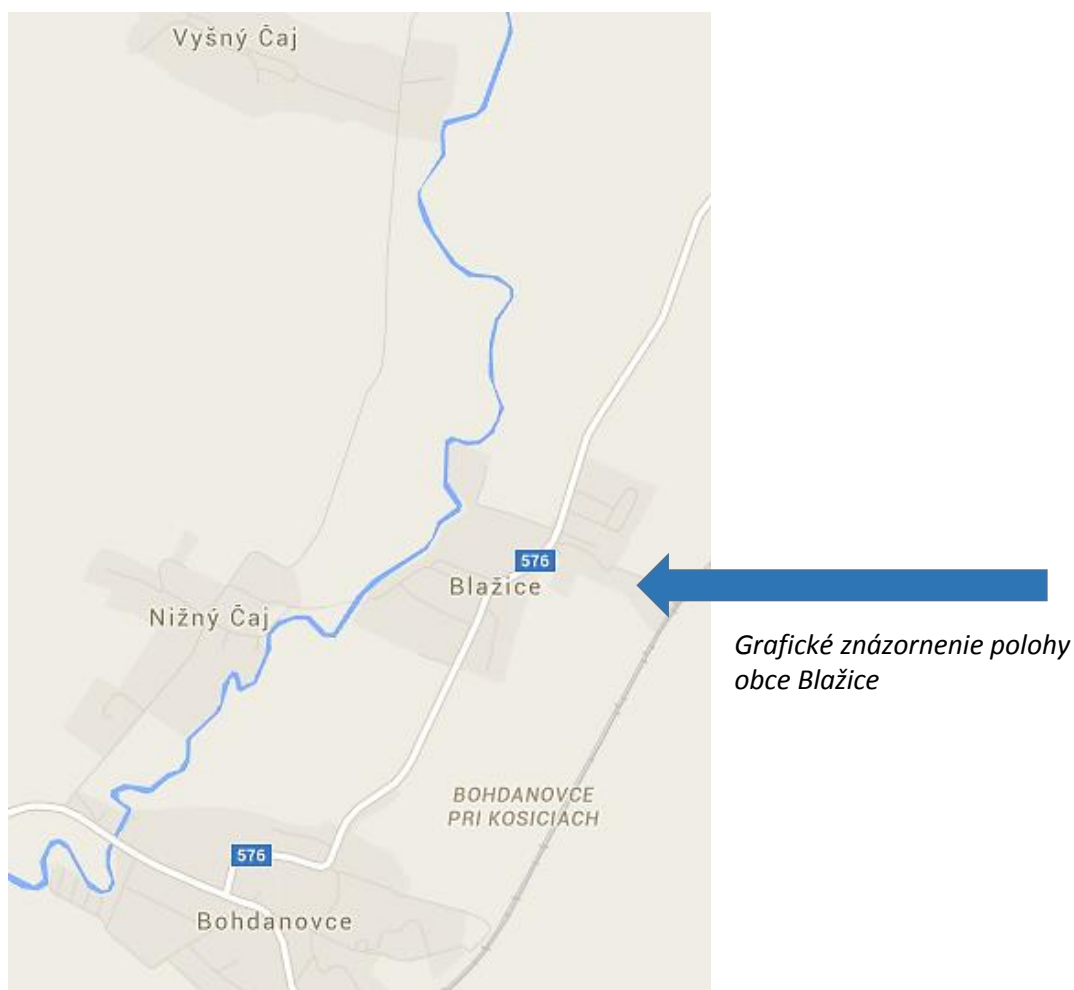 Vyšný Čaj
576
Blažice
Nižný Čaj
Grafické znázornenie polohy
obce Blažice
BOHDANOVCE
PRI KOSICIACH
576
Bohdanovce